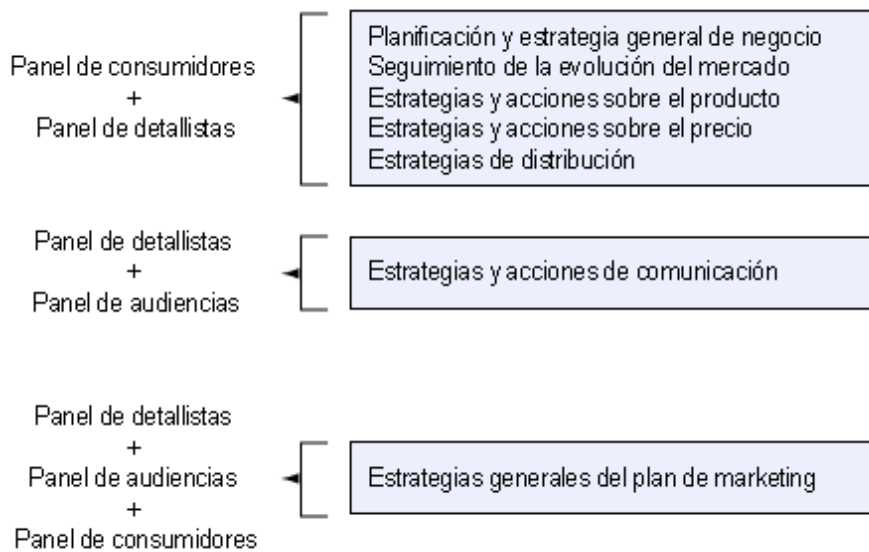 Panel de consumidores
+
Panel de detallistas
Planificación y estrategia general de negocio
Seguimiento de la evolución del mercado
Estrategias y acciones sobre el producto
Estrategias y acciones sobre el precio
Estrategias de distribución
Panel de detallistas
+
Panel de audiencias
Estrategias y acciones de comunicación
Panel de detallistas
+
Panel de audiencias
+
Panel de consumidores
Estrategias generales del plan de marketing